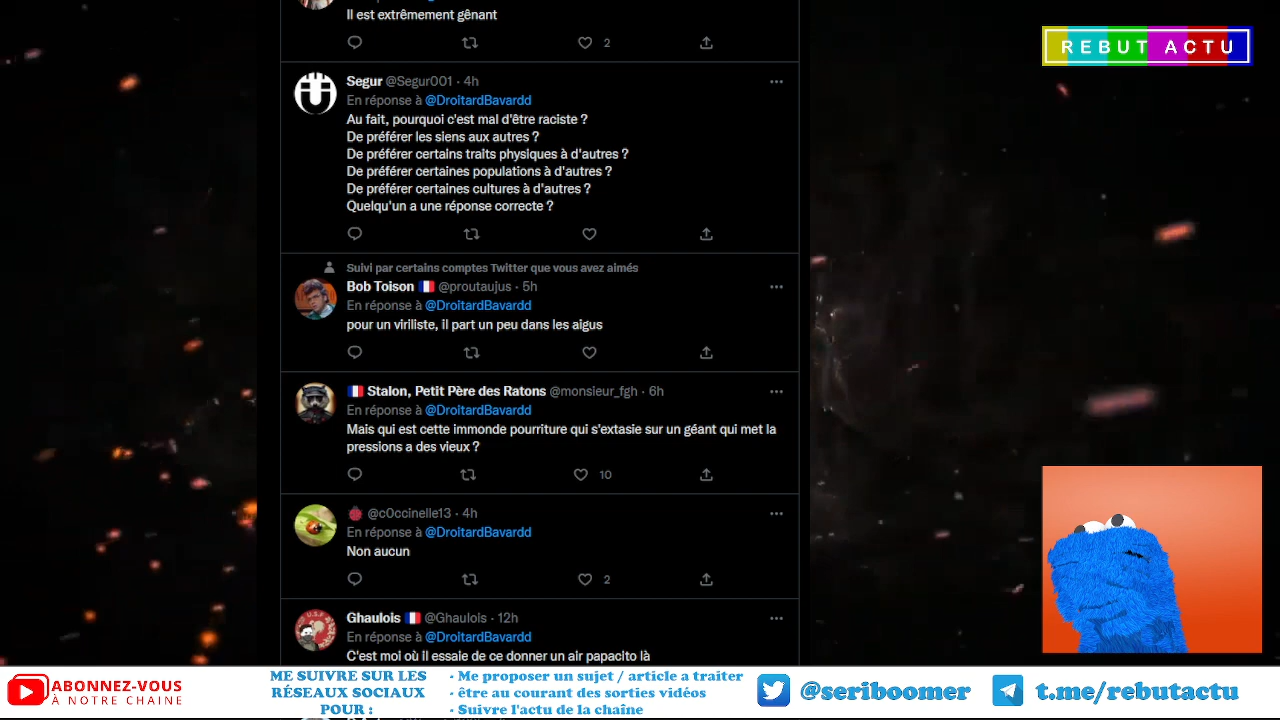 Il est extrêmement gênant
2
REBUT ACTU
Segur @Segur001 · 4h
En réponse à @DroitardBavardd
Au fait, pourquoi c'est mal d'être raciste ?
De préférer les siens aux autres ?
De préférer certains traits physiques à d'autres ?
De préférer certaines populations à d'autres ?
De préférer certaines cultures à d'autres ?
Quelqu'un a une réponse correcte ?
Suivi par certains comptes Twitter que vous avez aimés
Bob Toison @proutaujus · 5h
En réponse à @DroitardBavardd
pour un viriliste, il part un peu dans les aigus
Stalon, Petit Père des Ratons @monsieur_fgh · 6h
En réponse à @DroitardBavardd
Mais qui est cette immonde pourriture qui s'extasie sur un géant qui met la
pressions a des vieux ?
10
@c0ccinelle13 · 4h
En réponse à @DroitardBavardd
Non aucun
2
Ghaulois @Ghaulois · 12h
En réponse à @DroitardBavardd
C'est moi où il essaie de ce donner un air papacito là
ABONNEZ-VOUS
À NOTRE CHAINE
ME SUIVRE SUR LES
RÉSEAUX SOCIAUX
POUR :
- Me proposer un sujet / article a traiter
- être au courant des sorties vidéos
- Suivre l'actu de la chaîne
@seriboomer
t.me/rebutactu